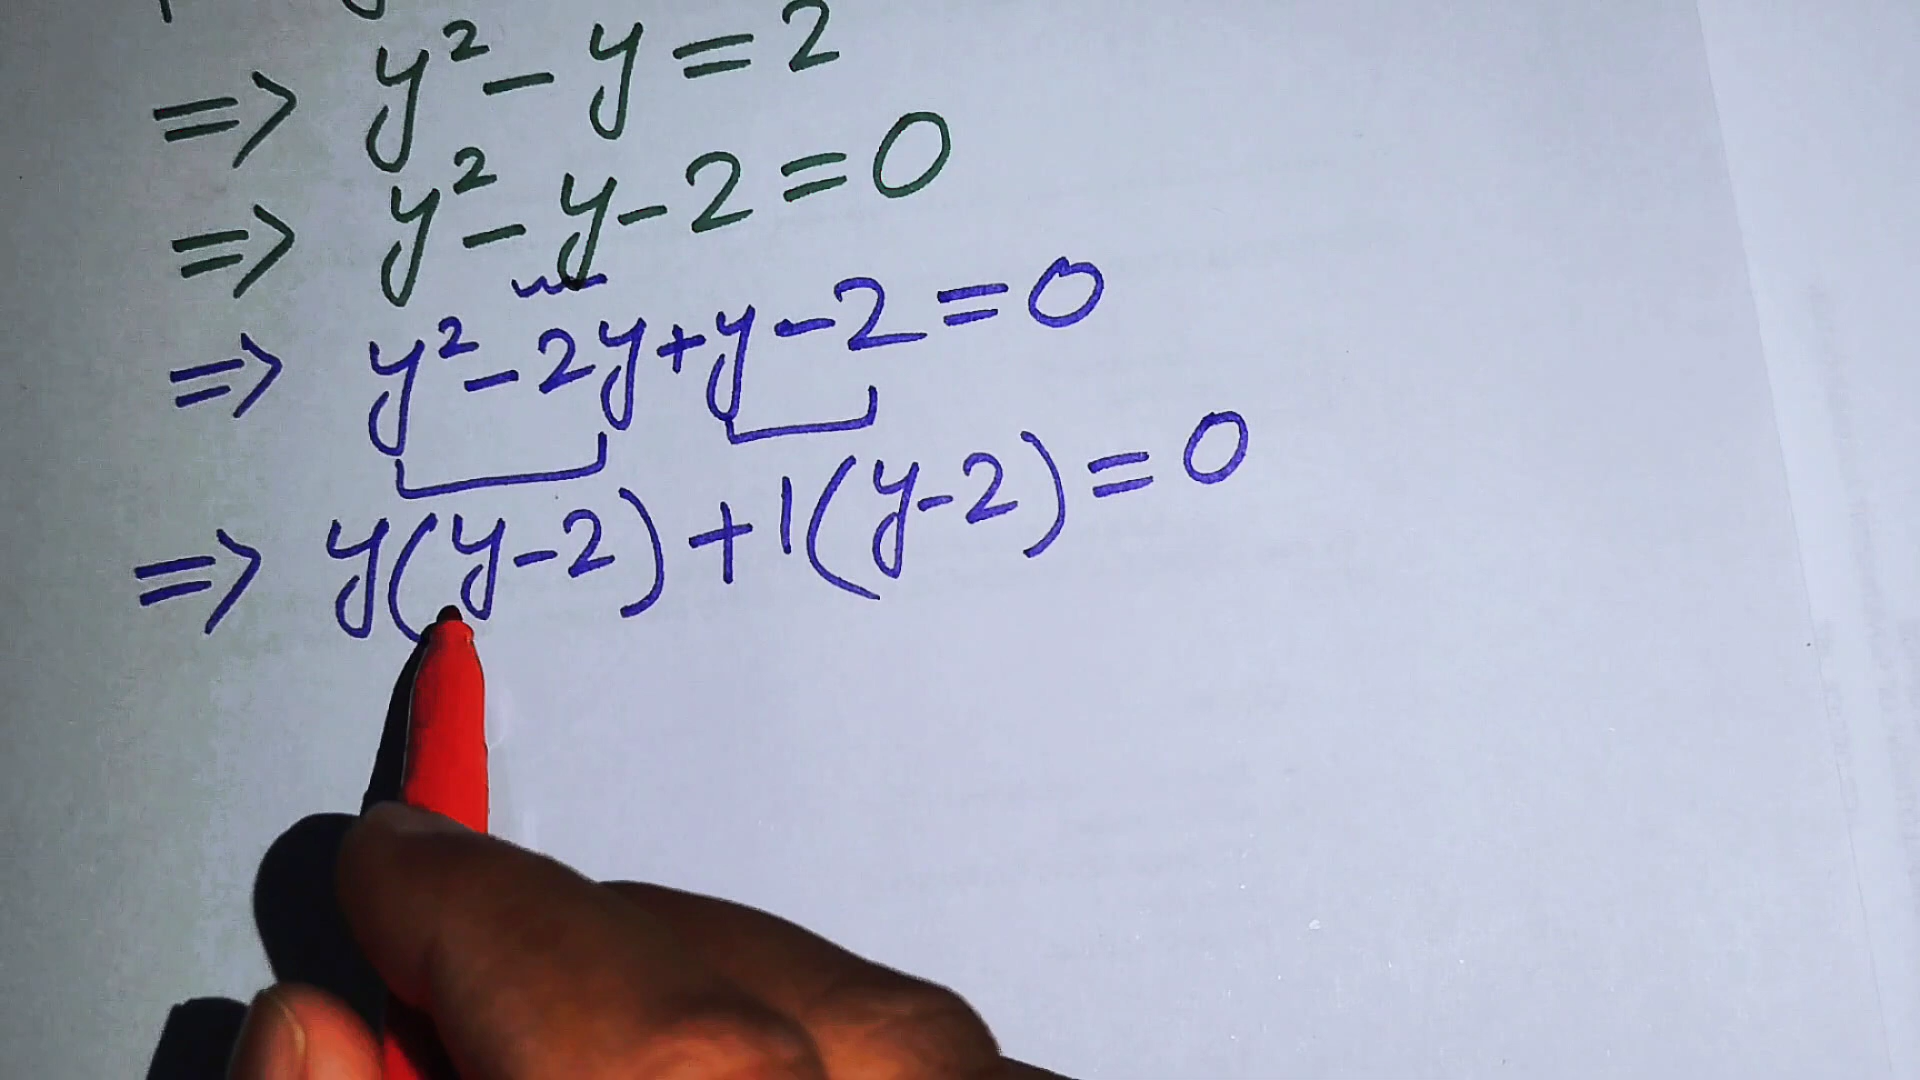 => y² - y = 2
=> y² - y - 2 = 0
=> y² - 2y + y - 2 = 0
=> y(y - 2) + 1(y - 2) = 0